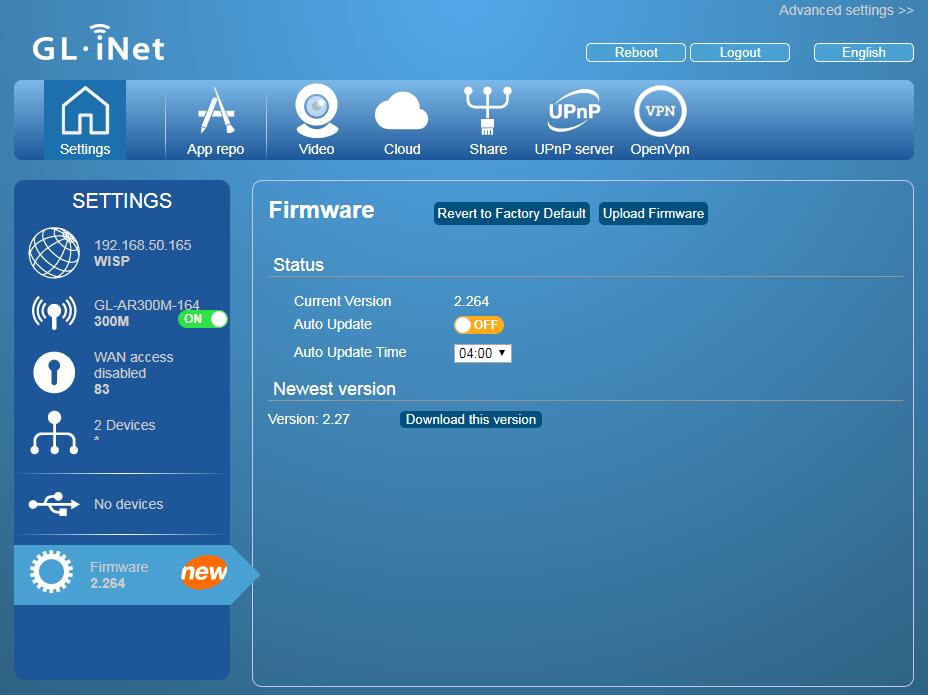 Advanced settings >>
GL·iNet
Reboot
Logout
English
Settings
App repo
Video
Cloud
Share
UPnP
UPnP server
VPN
OpenVpn
SETTINGS
192.168.50.165
WISP
GL-AR300M-164
300M
ON
WAN access
disabled
83
2 Devices
*
No devices
Firmware
2.264
new
Firmware
Revert to Factory Default
Upload Firmware
Status
Current Version 2.264
Auto Update OFF
Auto Update Time 04:00
Newest version
Version: 2.27 Download this version